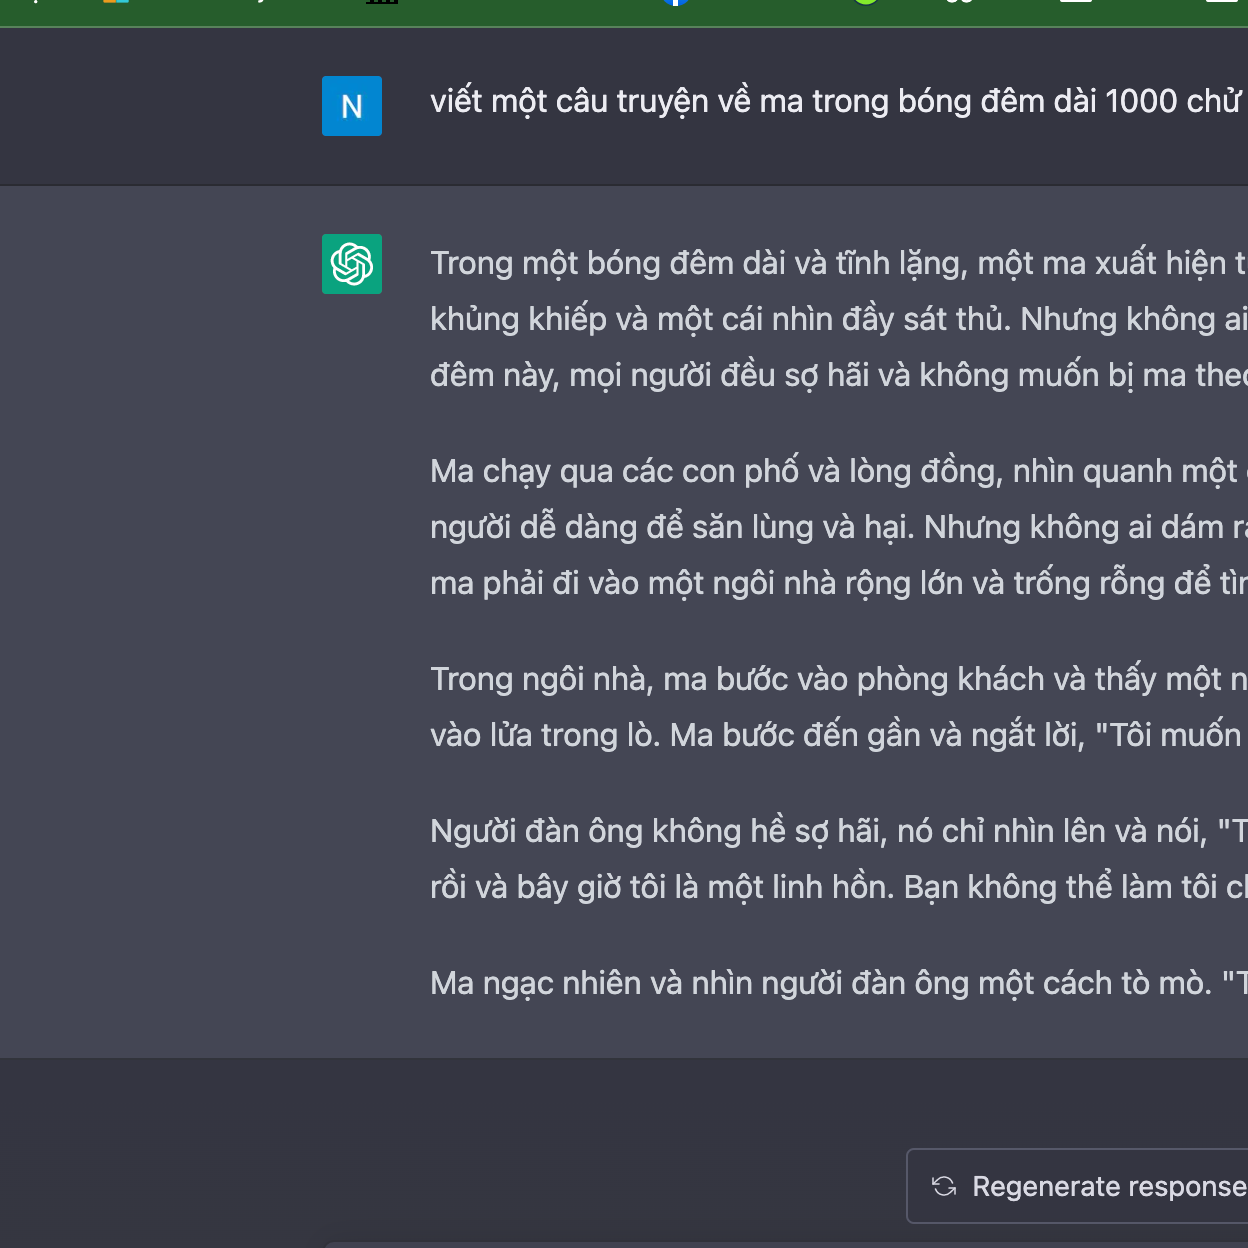 N
viết một câu truyện về ma trong bóng đêm dài 1000 chử
Trong một bóng đêm dài và tĩnh lặng, một ma xuất hiện
khủng khiếp và một cái nhìn đầy sát thủ. Nhưng không ai
đêm này, mọi người đều sợ hãi và không muốn bị ma
Ma chạy qua các con phố và lòng đồng, nhìn quanh một
người dễ dàng để săn lùng và hại. Nhưng không ai dám
ma phải đi vào một ngôi nhà rộng lớn và trống rỗng để
Trong ngôi nhà, ma bước vào phòng khách và thấy một
vào lửa trong lò. Ma bước đến gần và ngắt lời, "Tôi muốn
Người đàn ông không hề sợ hãi, nó chỉ nhìn lên và nói, "
rồi và bây giờ tôi là một linh hồn. Bạn không thể làm tôi
Ma ngạc nhiên và nhìn người đàn ông một cách tò mò. "
Regenerate response